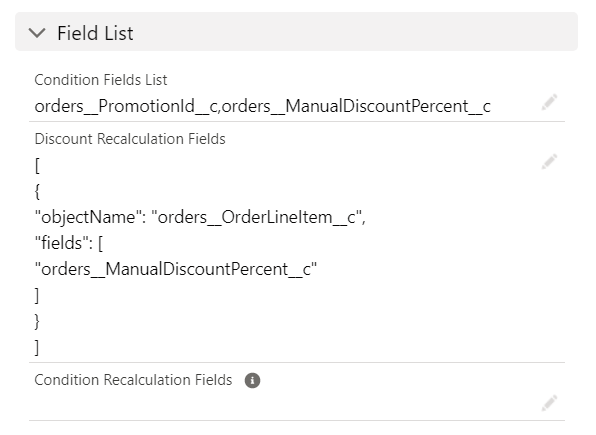 Field List
Condition Fields List
orders__PromotionId__c,orders__ManualDiscountPercent__c
Discount Recalculation Fields
[
{
"objectName": "orders__OrderLineItem__c",
"fields": [
"orders__ManualDiscountPercent__c"
]
}
]
Condition Recalculation Fields